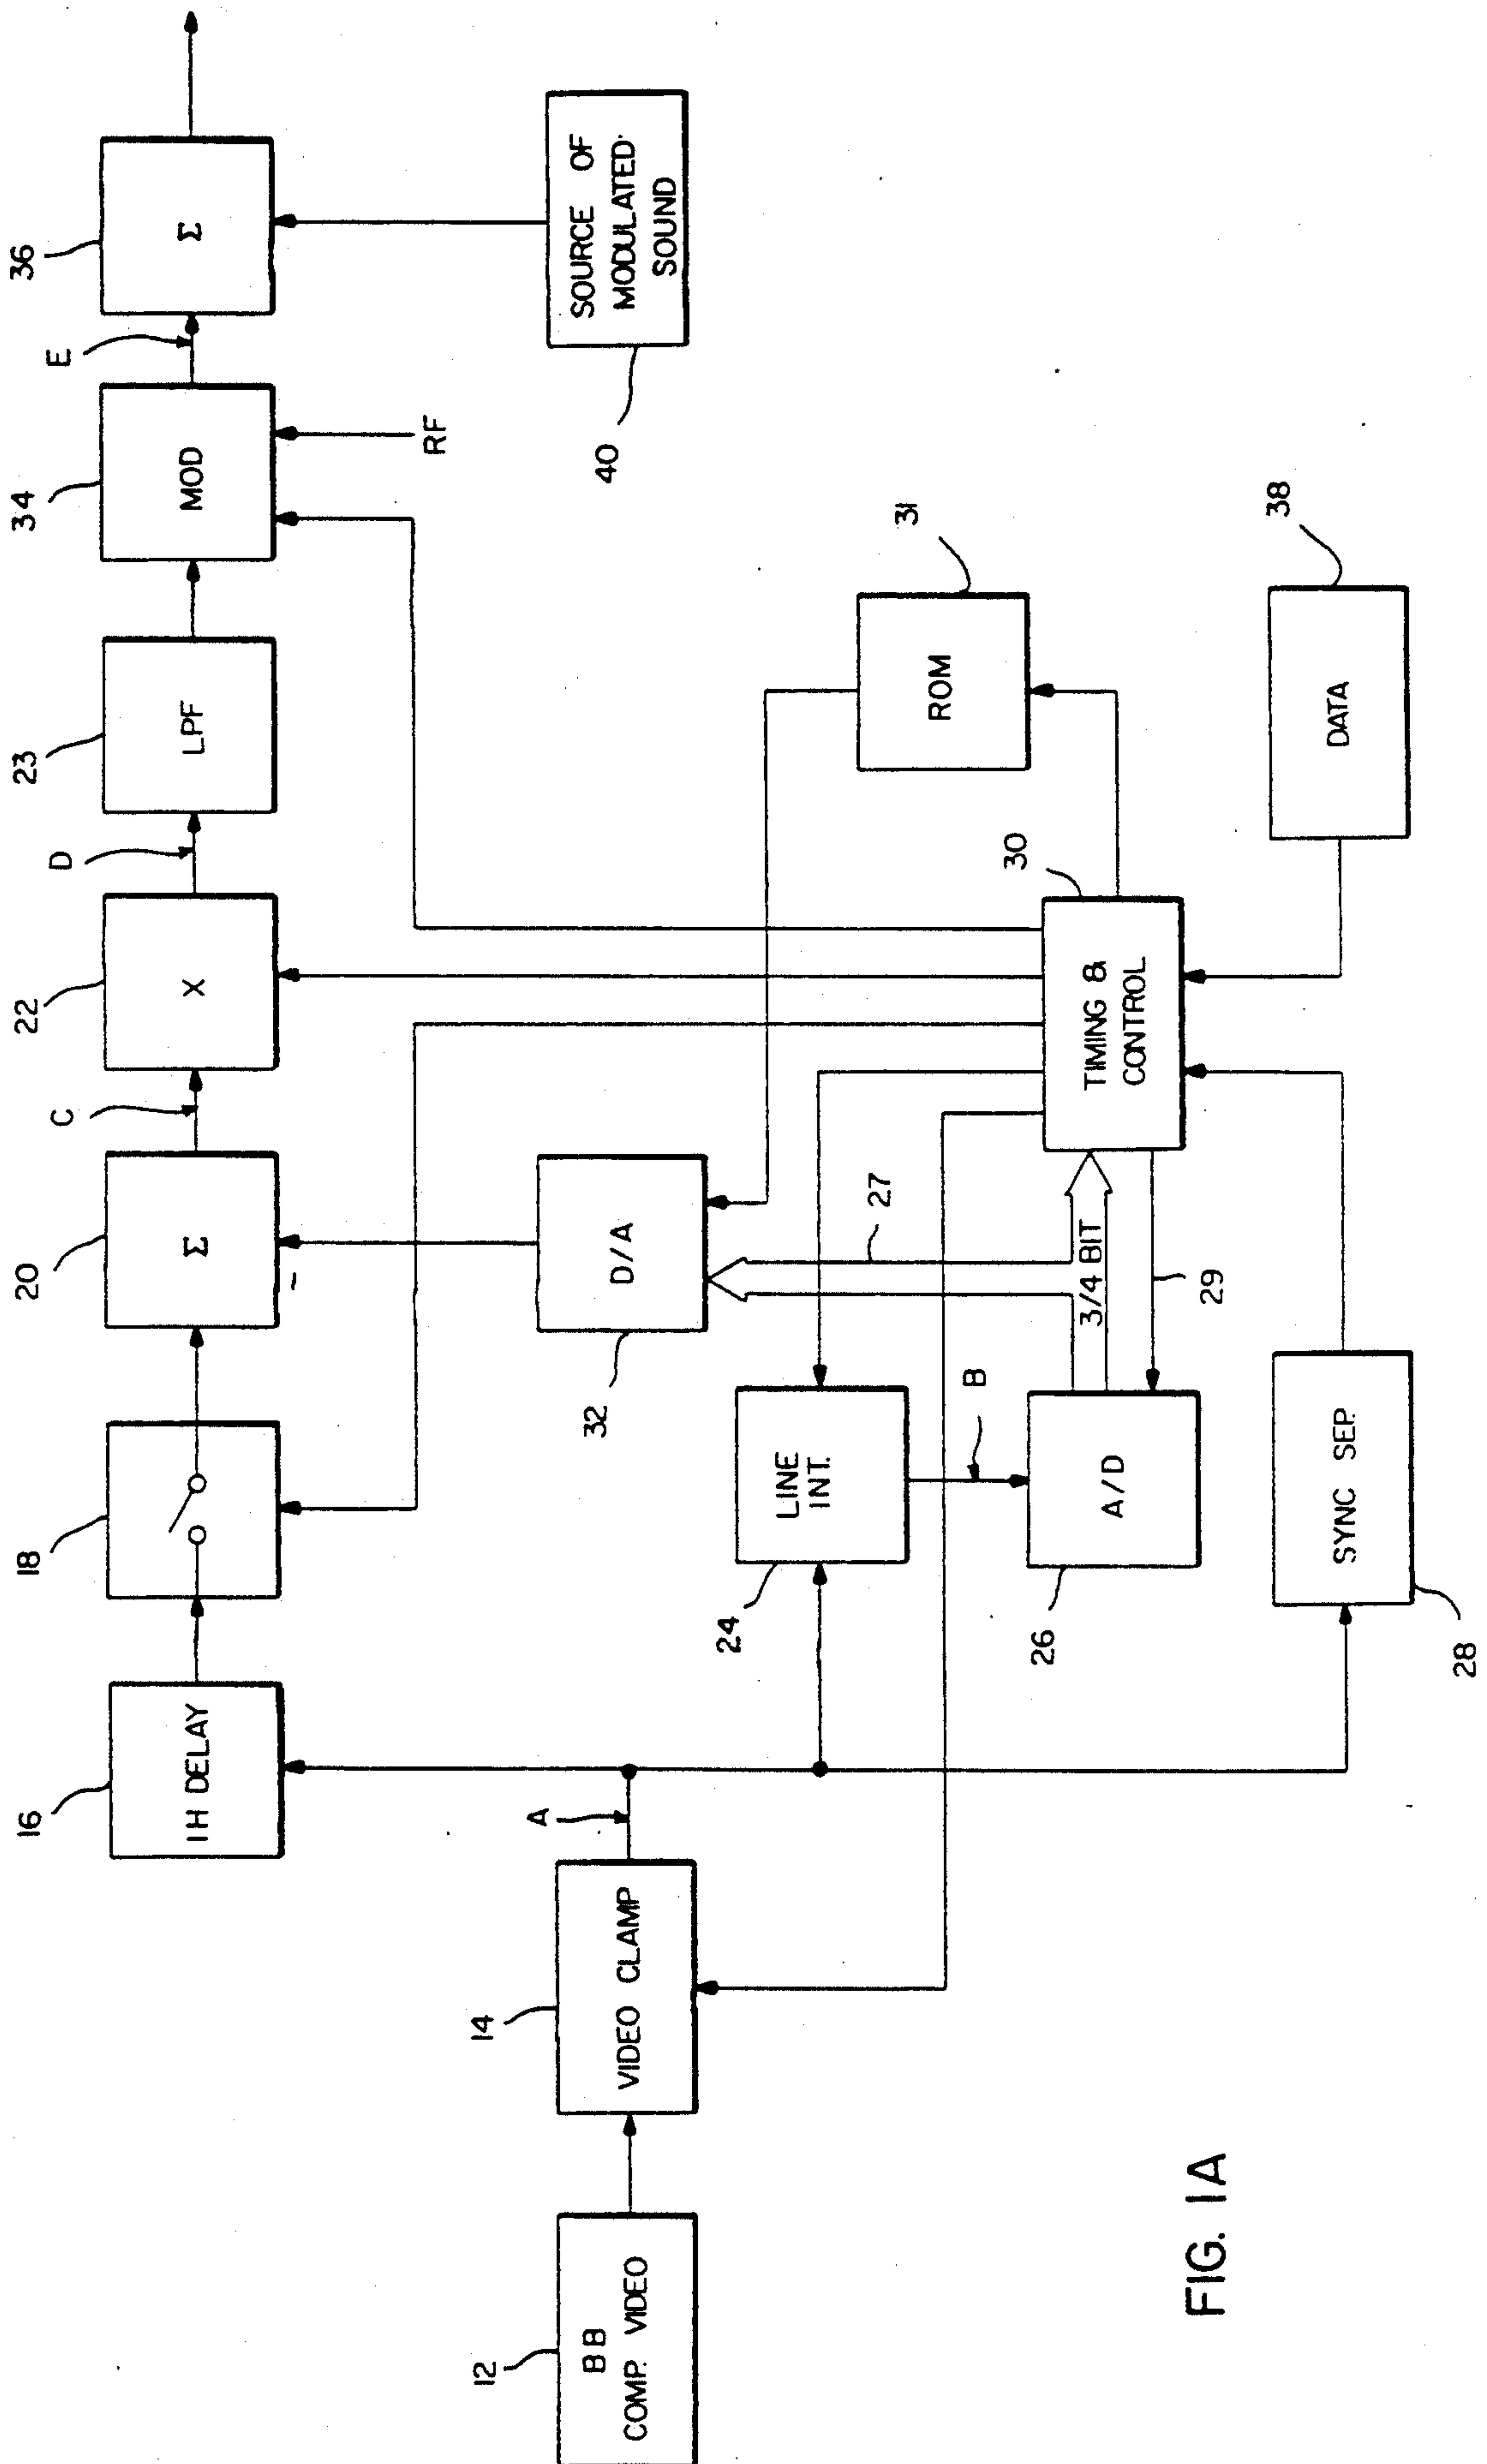 16
1H DELAY
18
20
Σ
–
C
22
X
D
23
LPF
34
MOD
RF
E
36
Σ
12
BB
COMP. VIDEO
14
VIDEO CLAMP
A
24
LINE
INT.
B
26
A/D
32
D/A
27
3/4 BIT
29
30
TIMING &
CONTROL
31
ROM
40
SOURCE OF
MODULATED
SOUND
28
SYNC SEP.
38
DATA
FIG. 1A